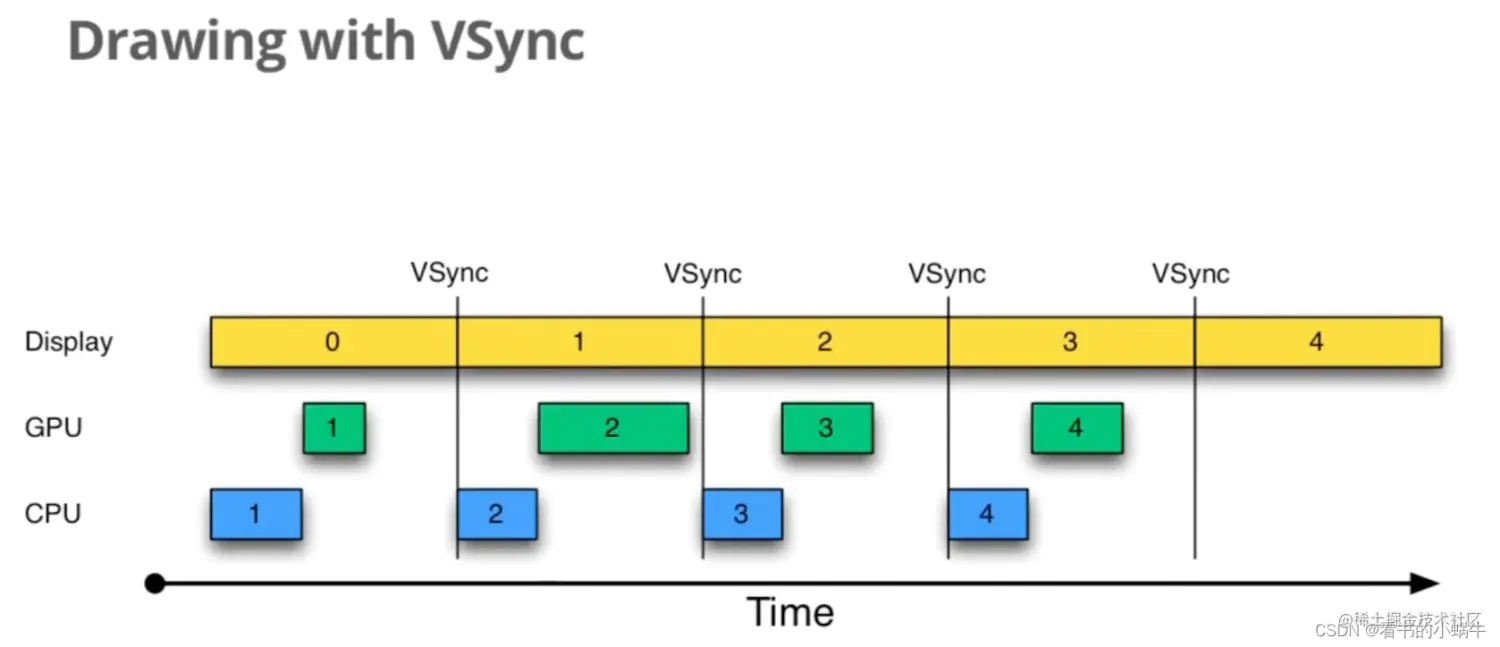 Drawing with VSync
VSync VSync VSync VSync
Display 0 1 2 3 4
GPU 1 2 3 4
CPU 1 2 3 4
Time
@稀土掘金技术社区
CSDN @看书的小蜗牛